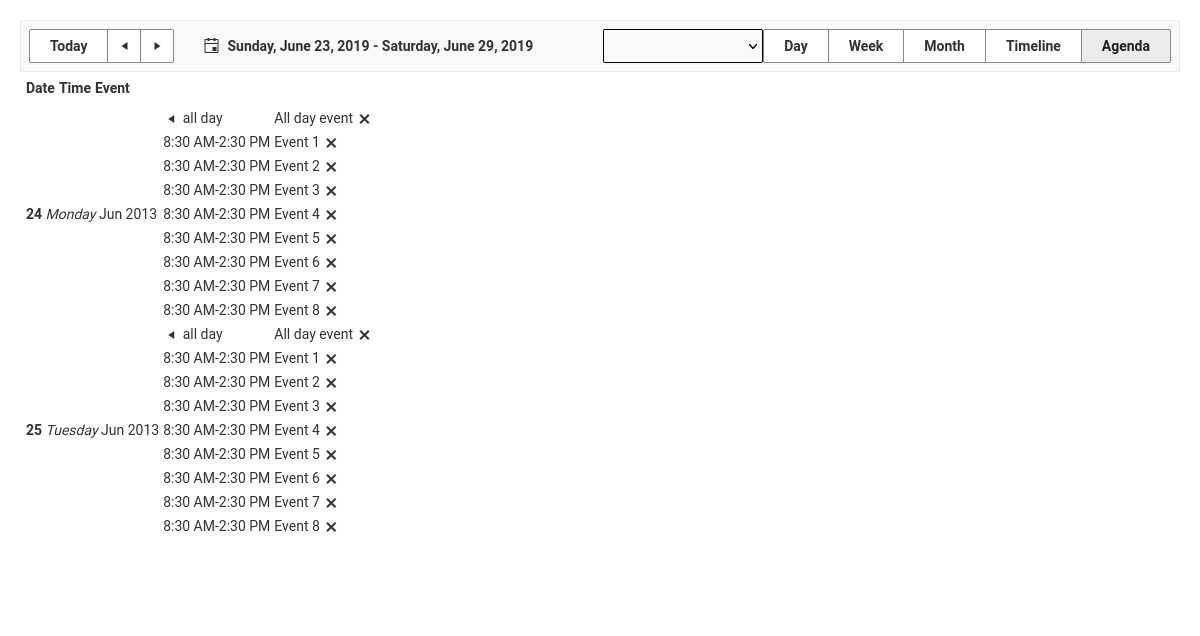 Today Sunday, June 23, 2019 - Saturday, June 29, 2019 Day Week Month Timeline Agenda
Date Time Event
all day All day event
8:30 AM-2:30 PM Event 1
8:30 AM-2:30 PM Event 2
8:30 AM-2:30 PM Event 3
24 Monday Jun 2013 8:30 AM-2:30 PM Event 4
8:30 AM-2:30 PM Event 5
8:30 AM-2:30 PM Event 6
8:30 AM-2:30 PM Event 7
8:30 AM-2:30 PM Event 8
all day All day event
8:30 AM-2:30 PM Event 1
8:30 AM-2:30 PM Event 2
8:30 AM-2:30 PM Event 3
25 Tuesday Jun 2013 8:30 AM-2:30 PM Event 4
8:30 AM-2:30 PM Event 5
8:30 AM-2:30 PM Event 6
8:30 AM-2:30 PM Event 7
8:30 AM-2:30 PM Event 8